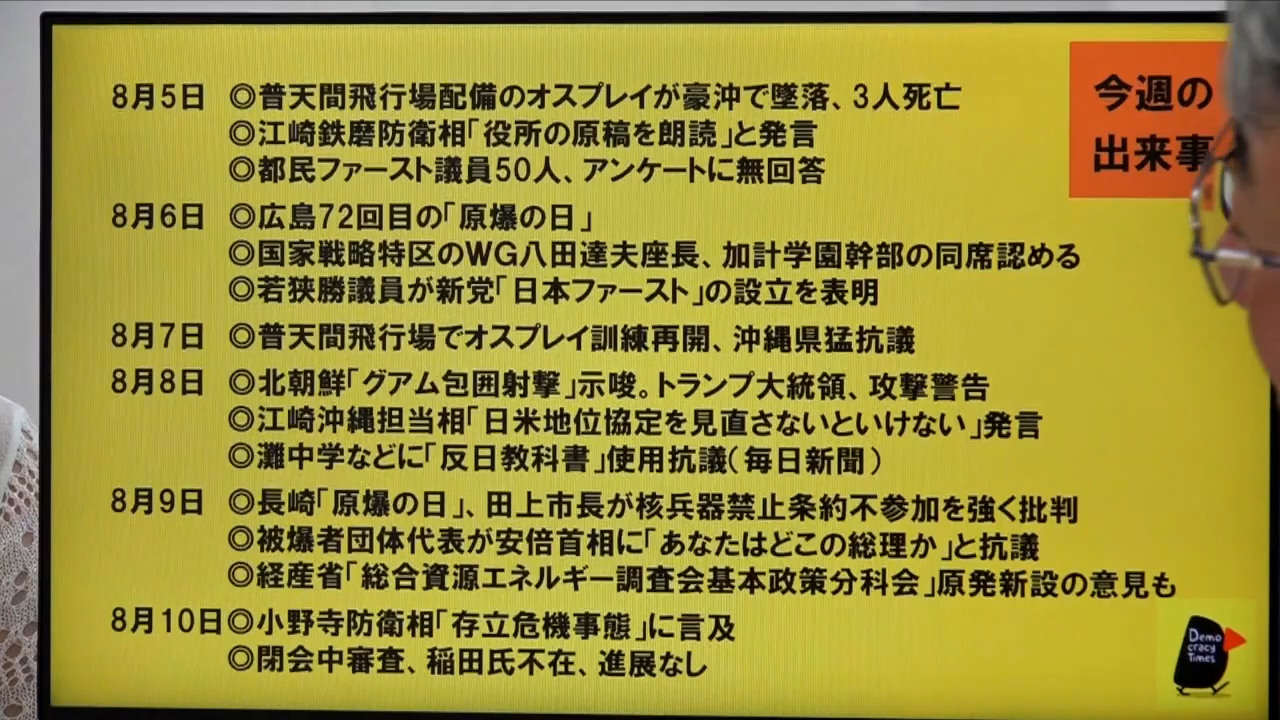 今週の
出来事
8月5日 ◎普天間飛行場配備のオスプレイが豪沖で墜落、3人死亡
◎江崎鉄磨防衛相「役所の原稿を朗読」と発言
◎都民ファースト議員50人、アンケートに無回答
8月6日 ◎広島72回目の「原爆の日」
◎国家戦略特区のWG八田達夫座長、加計学園幹部の同席認める
◎若狭勝議員が新党「日本ファースト」の設立を表明
8月7日 ◎普天間飛行場でオスプレイ訓練再開、沖縄県猛抗議
8月8日 ◎北朝鮮「グアム包囲射撃」示唆。トランプ大統領、攻撃警告
◎江崎沖縄担当相「日米地位協定を見直さないといけない」発言
◎灘中学などに「反日教科書」使用抗議(毎日新聞)
8月9日 ◎長崎「原爆の日」、田上市長が核兵器禁止条約不参加を強く批判
◎被爆者団体代表が安倍首相に「あなたはどこの総理か」と抗議
◎経産省「総合資源エネルギー調査会基本政策分科会」原発新設の意見も
8月10日◎小野寺防衛相「存立危機事態」に言及
◎閉会中審査、稲田氏不在、進展なし
Demo
cracy
Times